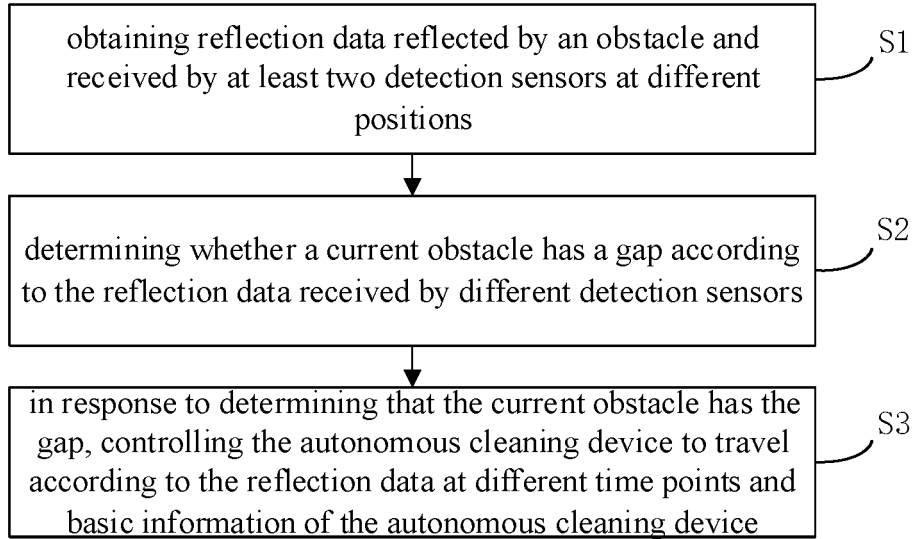 obtaining reflection data reflected by an obstacle and
received by at least two detection sensors at different
positions
S1
determining whether a current obstacle has a gap according
to the reflection data received by different detection sensors
S2
in response to determining that the current obstacle has the
gap, controlling the autonomous cleaning device to travel
according to the reflection data at different time points and
basic information of the autonomous cleaning device
S3